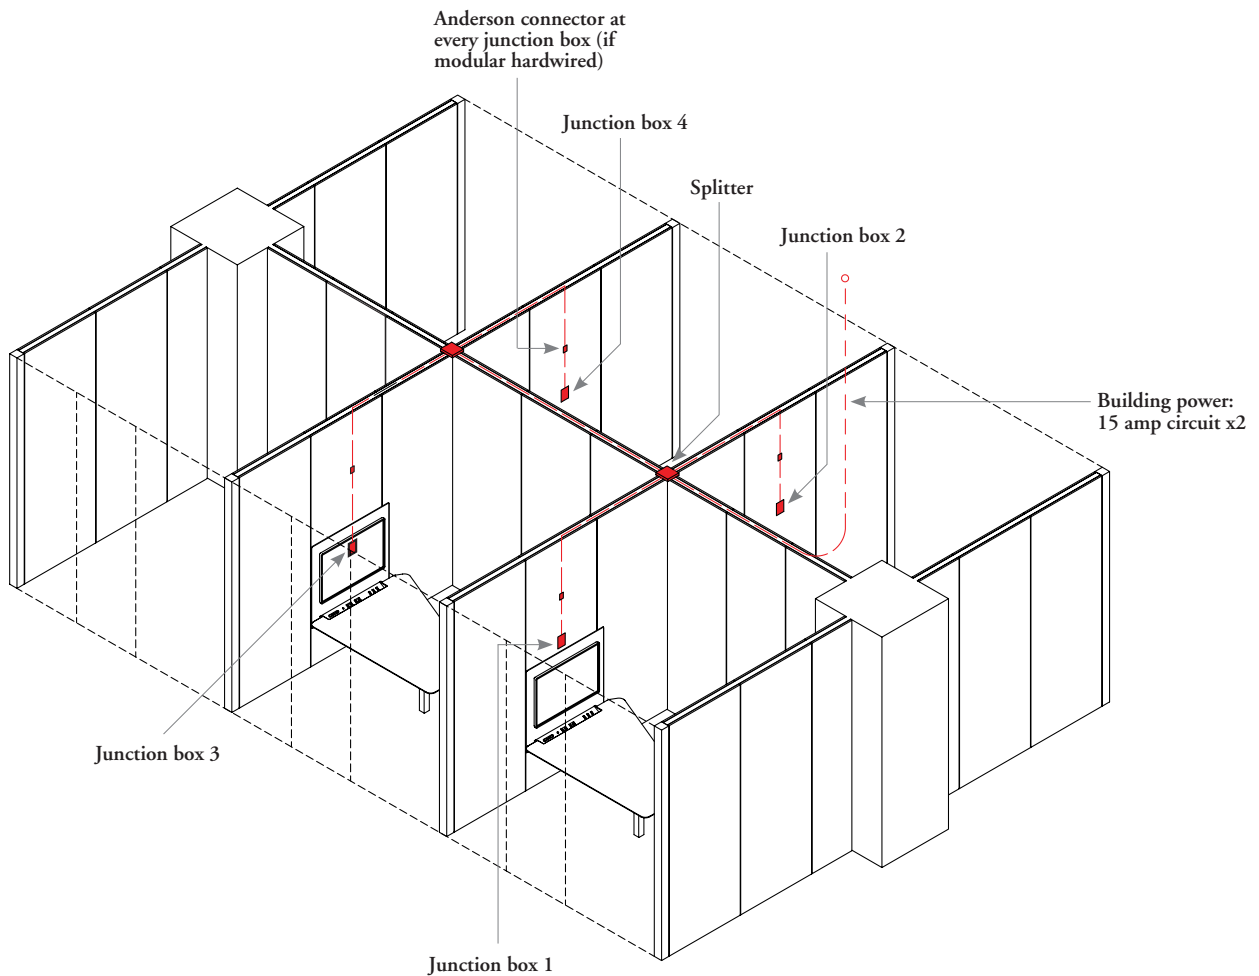 Anderson connector at
every junction box (if
modular hardwired)
Junction box 4
Splitter
Junction box 2
Building power:
15 amp circuit x2
Junction box 3
Junction box 1